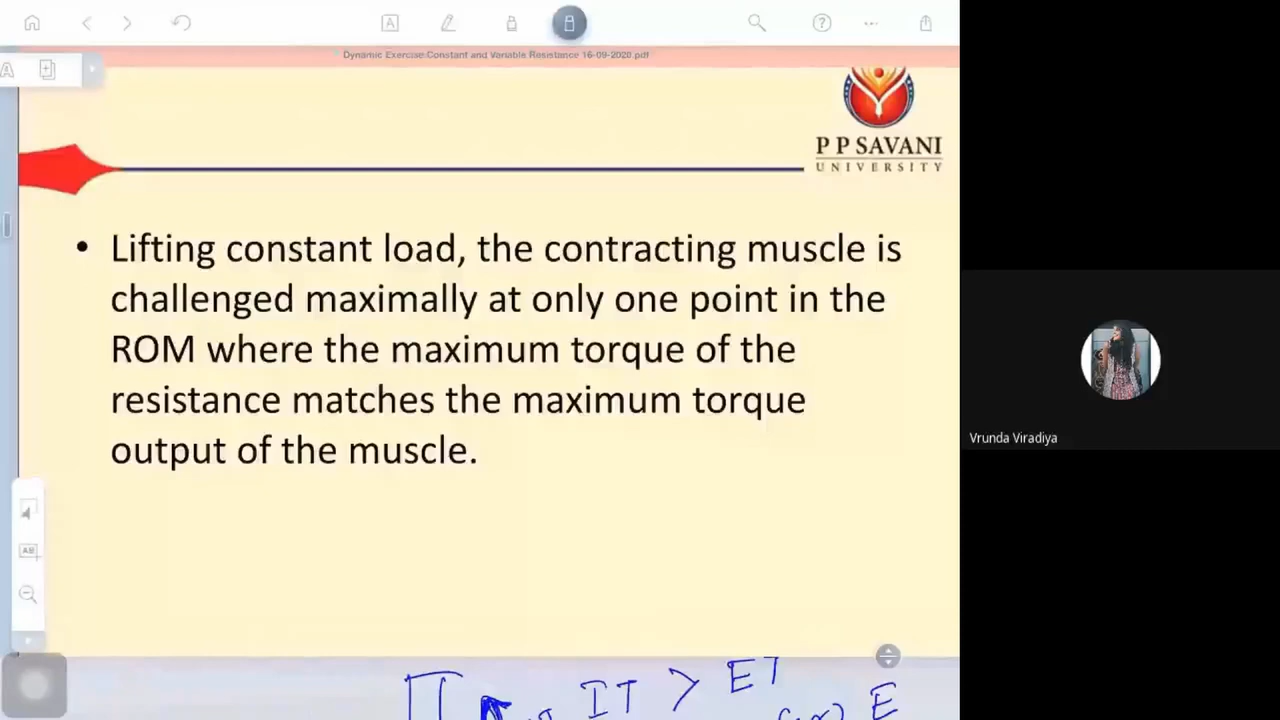 Dynamic Exercise:Constant and Variable Resistance 16-09-2020.pdf
P P SAVANI
UNIVERSITY
• Lifting constant load, the contracting muscle is
challenged maximally at only one point in the
ROM where the maximum torque of the
resistance matches the maximum torque
output of the muscle.
Vrunda Viradiya
IT > ET
E